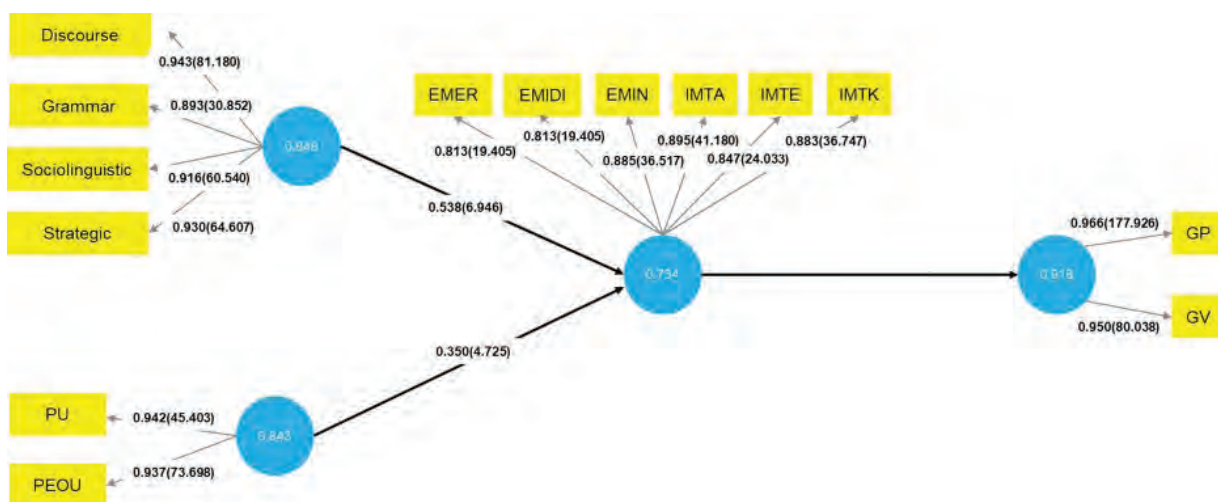 Discourse
0.943(81.180)
Grammar
0.893(30.852)
Sociolinguistic
0.916(60.540)
Strategic
0.930(64.607)
0.848
EMER
EMIDI
EMIN
IMTA
IMTE
IMTK
0.813(19.405)
0.813(19.405)
0.885(36.517)
0.895(41.180)
0.847(24.033)
0.883(36.747)
0.538(6.946)
0.734
0.966(177.926)
GP
0.918
GV
0.950(80.038)
0.350(4.725)
PU
0.942(45.403)
0.843
PEOU
0.937(73.698)